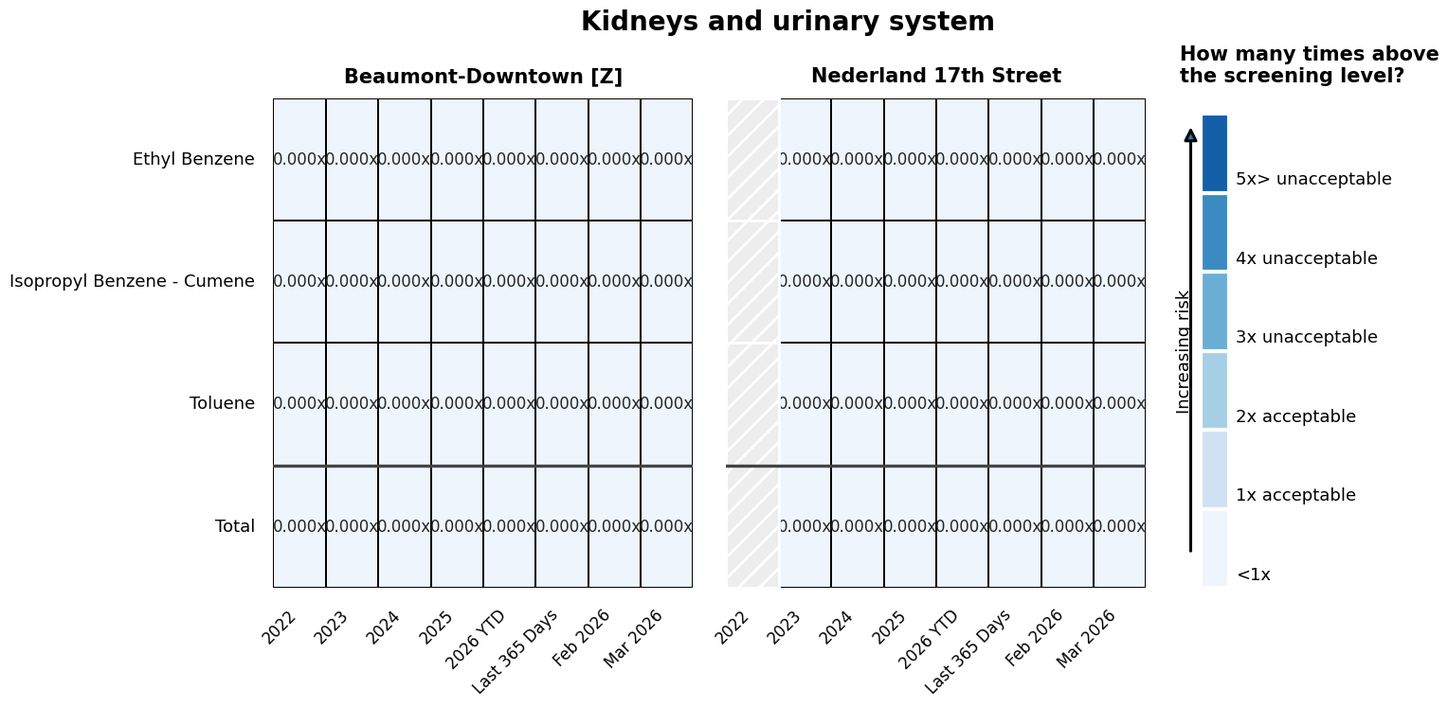 Kidneys and urinary system
Beaumont-Downtown [Z]
Nederland 17th Street
How many times above
the screening level?
Ethyl Benzene
0.000x 0.000x 0.000x 0.000x 0.000x 0.000x 0.000x 0.000x
0.000x 0.000x 0.000x 0.000x 0.000x 0.000x 0.000x
Isopropyl Benzene - Cumene
0.000x 0.000x 0.000x 0.000x 0.000x 0.000x 0.000x 0.000x
0.000x 0.000x 0.000x 0.000x 0.000x 0.000x 0.000x
Toluene
0.000x 0.000x 0.000x 0.000x 0.000x 0.000x 0.000x 0.000x
0.000x 0.000x 0.000x 0.000x 0.000x 0.000x 0.000x
Total
0.000x 0.000x 0.000x 0.000x 0.000x 0.000x 0.000x 0.000x
0.000x 0.000x 0.000x 0.000x 0.000x 0.000x 0.000x
2022
2023
2024
2025
2026 YTD
Last 365 Days
Feb 2026
Mar 2026
2022
2023
2024
2025
2026 YTD
Last 365 Days
Feb 2026
Mar 2026
Increasing risk
5x> unacceptable
4x unacceptable
3x unacceptable
2x acceptable
1x acceptable
<1x